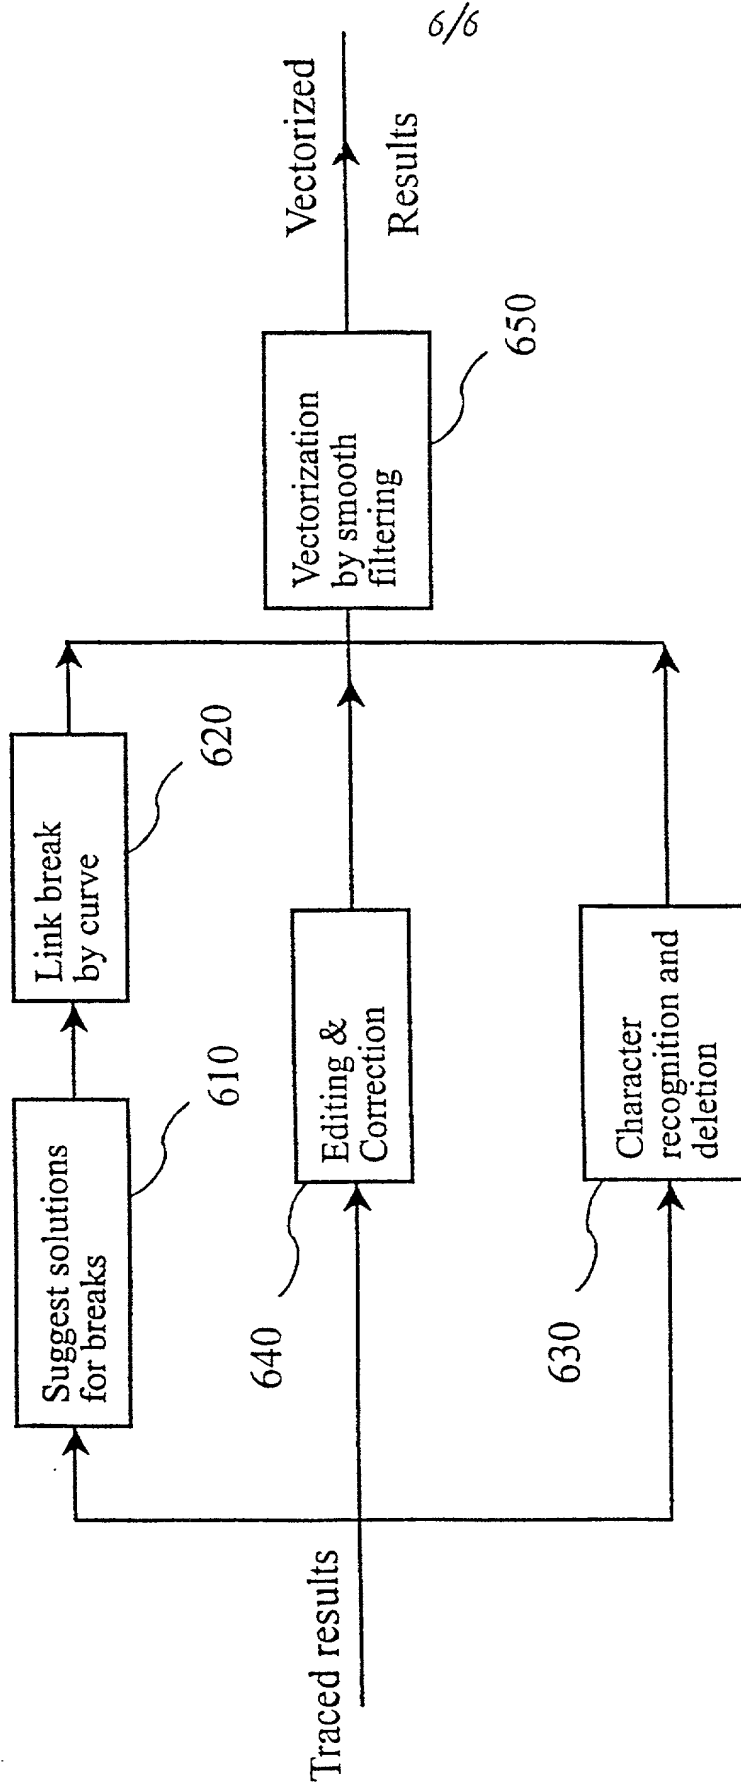 6/6
Traced results
Suggest solutions
for breaks
610
Link break
by curve
620
640
Editing &
Correction
630
Character
recognition and
deletion
Vectorization
by smooth
filtering
650
Vectorized
Results